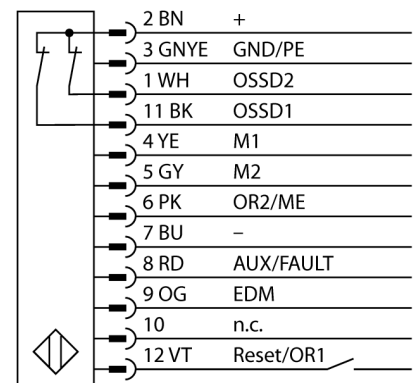 2 BN +
3 GNYE GND/PE
1 WH OSSD2
11 BK OSSD1
4 YE M1
5 GY M2
6 PK OR2/ME
7 BU –
8 RD AUX/FAULT
9 OG EDM
10 n.c.
12 VT Reset/OR1